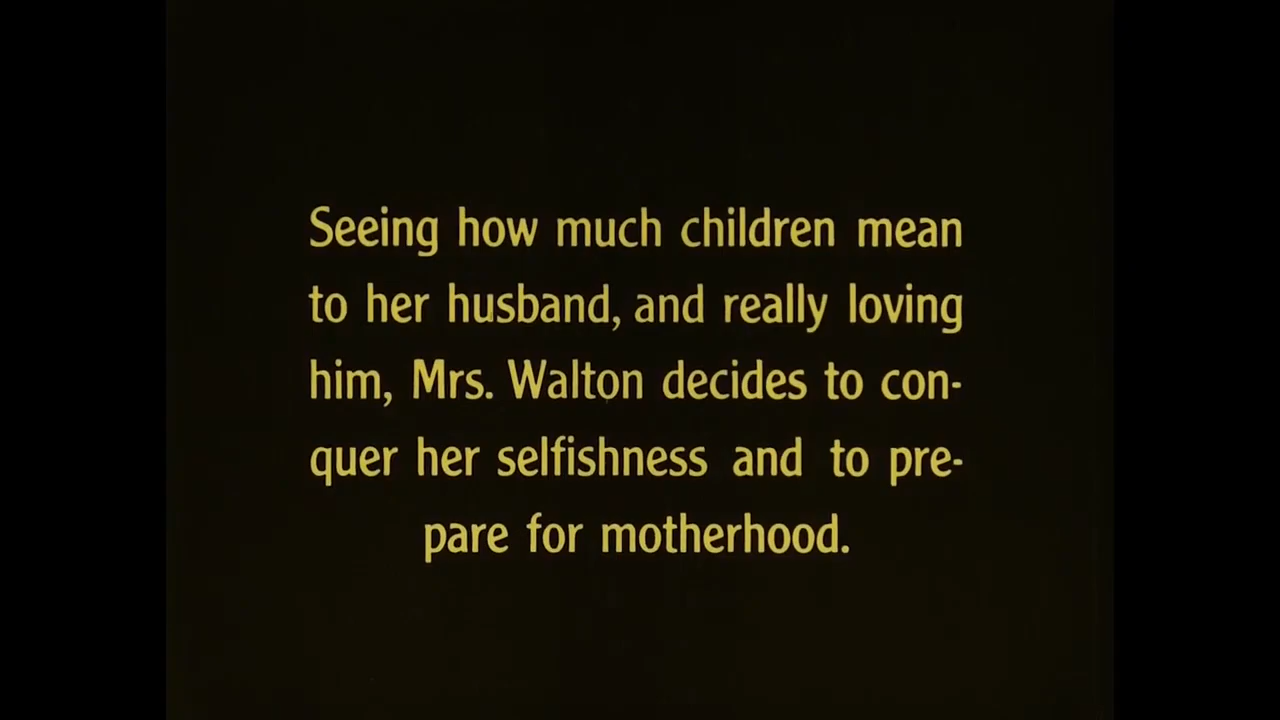 Seeing how much children mean
to her husband, and really loving
him, Mrs. Walton decides to con-
quer her selfishness and to pre-
pare for motherhood.